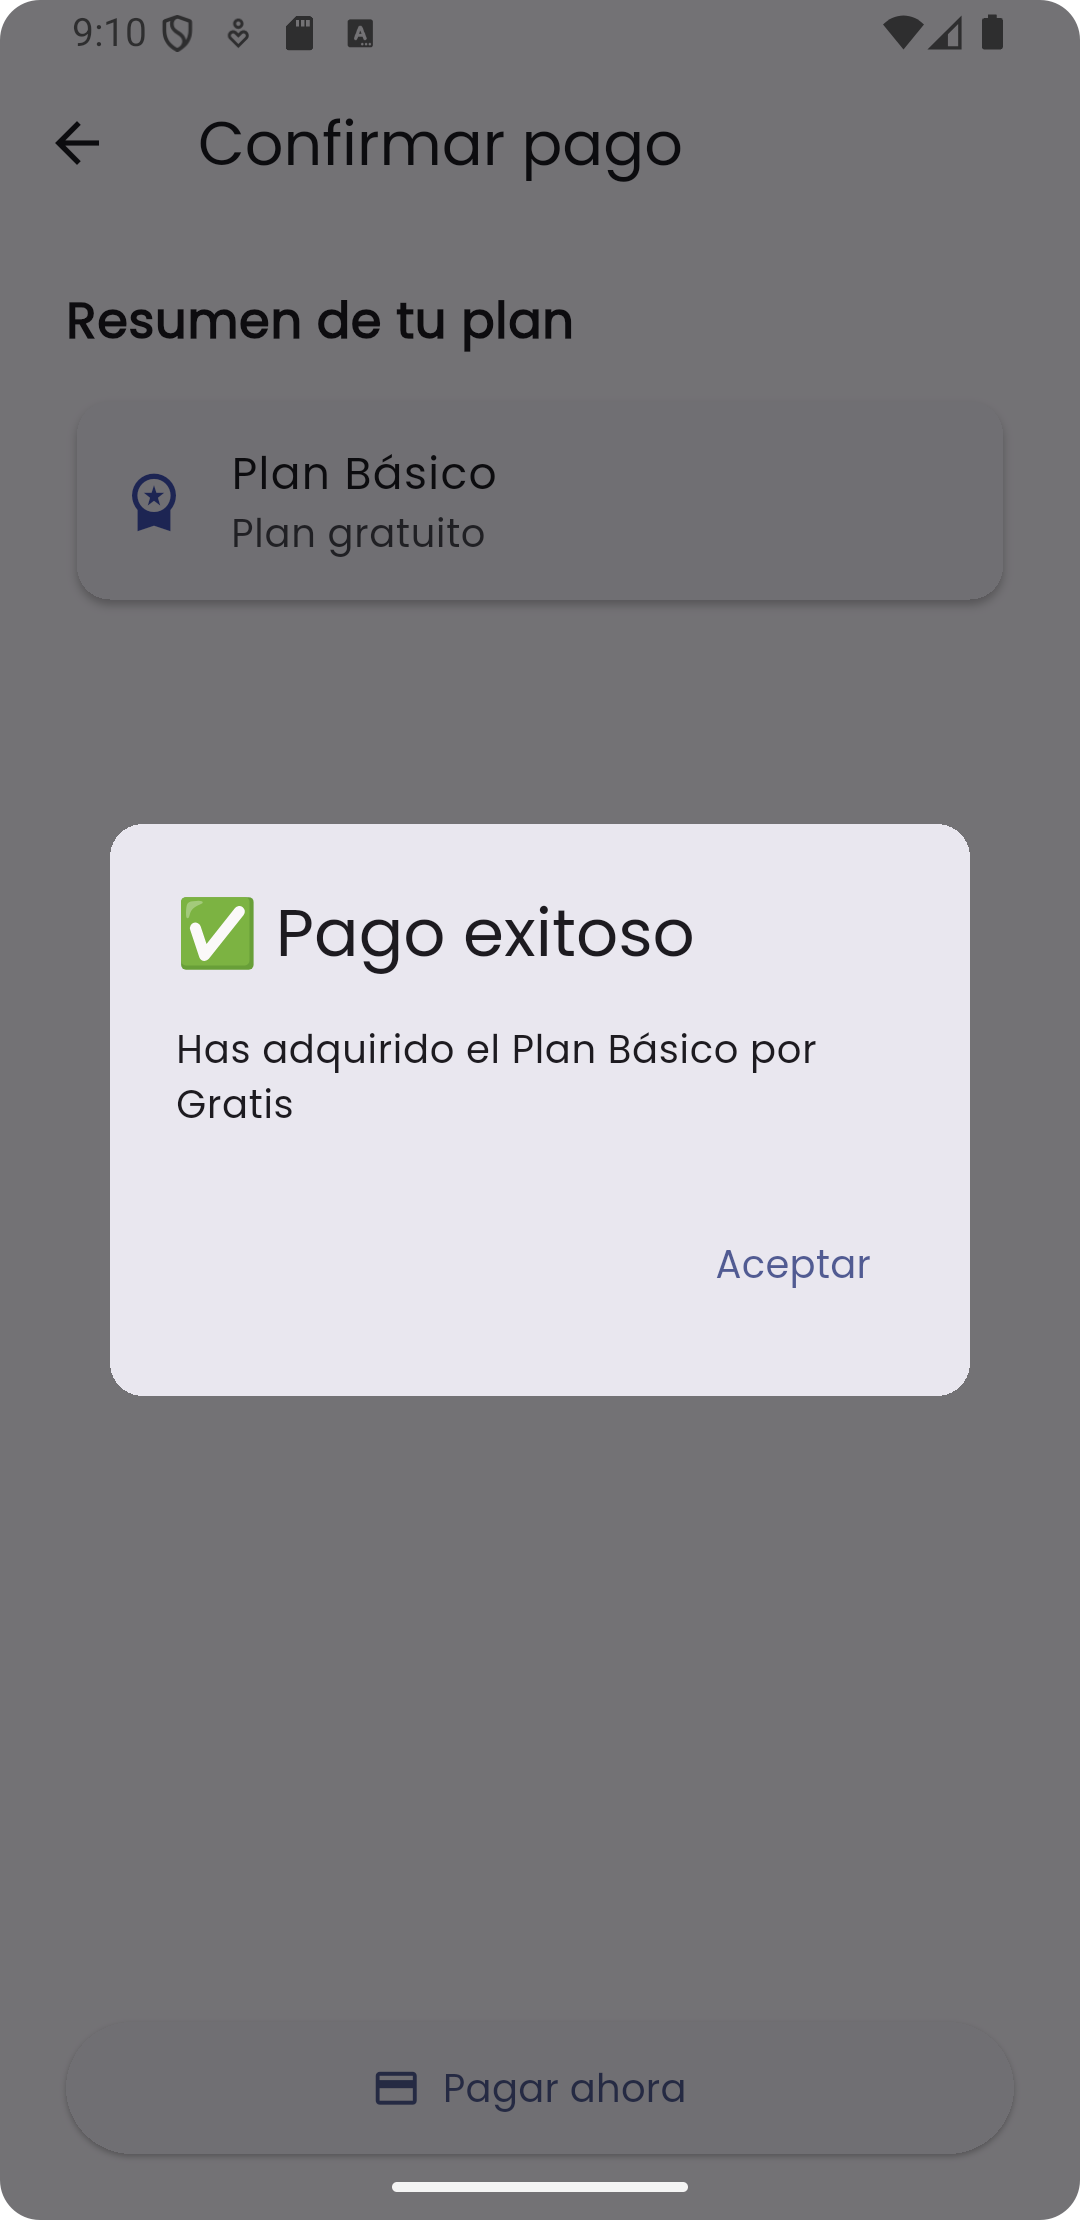 9:10
Confirmar pago
Resumen de tu plan
Plan Básico
Plan gratuito
✅ Pago exitoso
Has adquirido el Plan Básico por
Gratis
Aceptar
Pagar ahora